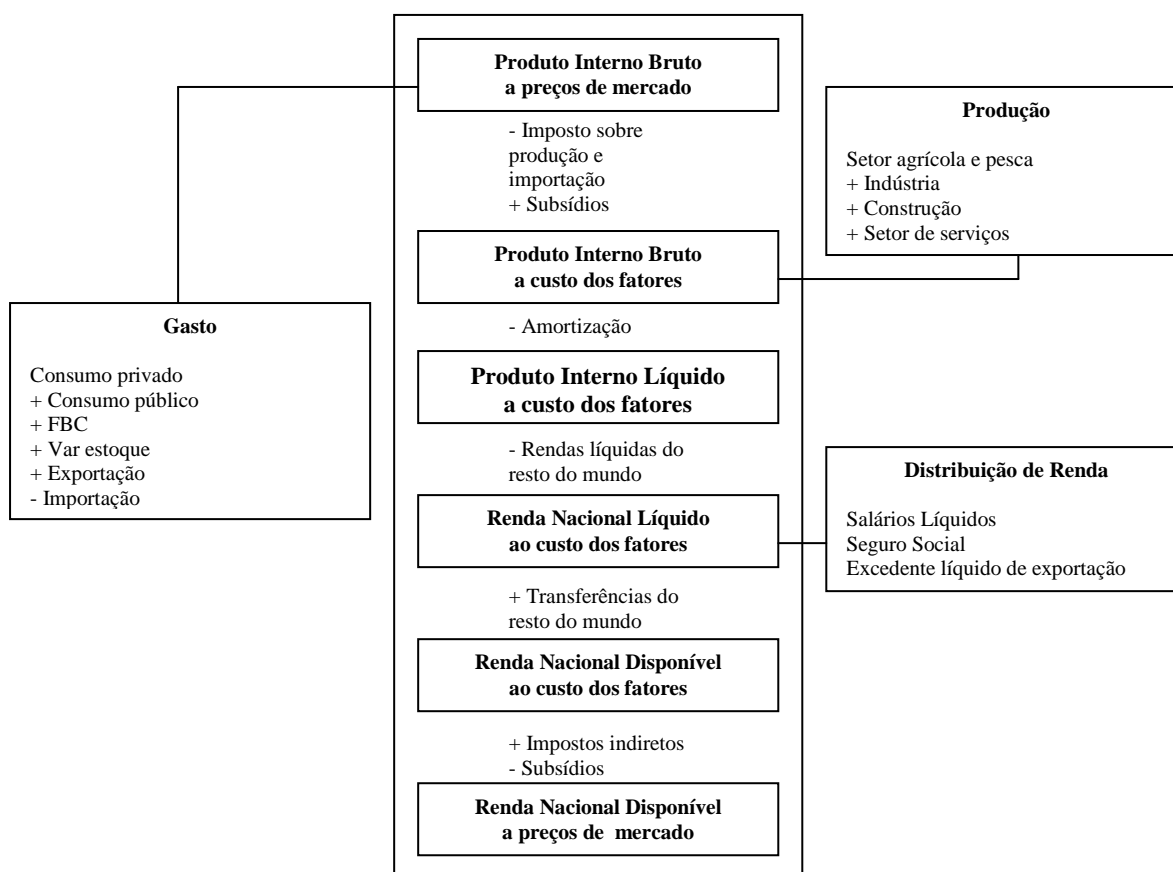 Produto Interno Bruto
a preços de mercado
- Imposto sobre
produção e
importação
+ Subsídios
Produto Interno Bruto
a custo dos fatores
- Amortização
Produto Interno Líquido
a custo dos fatores
- Rendas líquidas do
resto do mundo
Renda Nacional Líquido
ao custo dos fatores
+ Transferências do
resto do mundo
Renda Nacional Disponível
ao custo dos fatores
+ Impostos indiretos
- Subsídios
Renda Nacional Disponível
a preços de mercado
Gasto
Consumo privado
+ Consumo público
+ FBC
+ Var estoque
+ Exportação
- Importação
Produção
Setor agrícola e pesca
+ Indústria
+ Construção
+ Setor de serviços
Distribuição de Renda
Salários Líquidos
Seguro Social
Excedente líquido de exportação